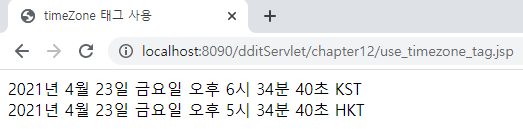 timeZone 태그 사용
localhost:8090/dditServlet/chapter12/use_timezone_tag.jsp
2021년 4월 23일 금요일 오후 6시 34분 40초 KST
2021년 4월 23일 금요일 오후 5시 34분 40초 HKT